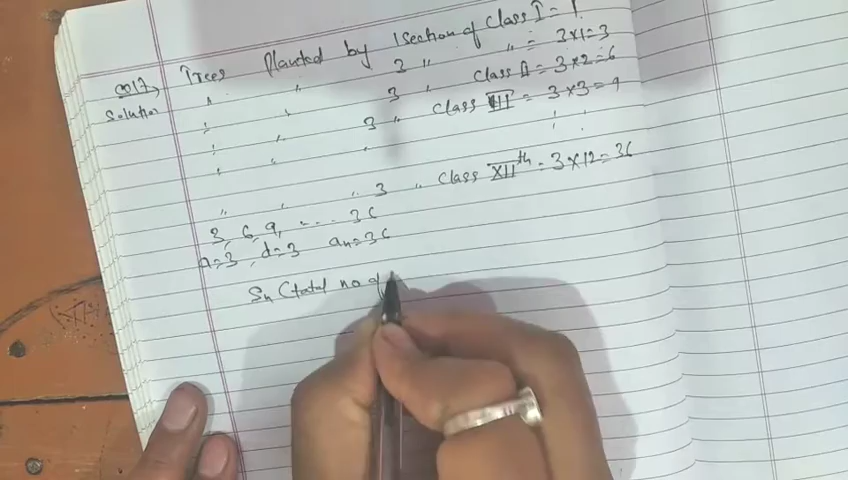 Q17→ Trees Planted by 1 section of Class I = 1
Solution " " 3 " " = 3×1=3
" " 3 " Class II = 3×2=6
" " 3 " Class III = 3×3=9
" " "
" " " 3 " Class XII th = 3×12=36
3, 6, 9, ---- 36
a=3, d=3 an=36
Sn (total no of